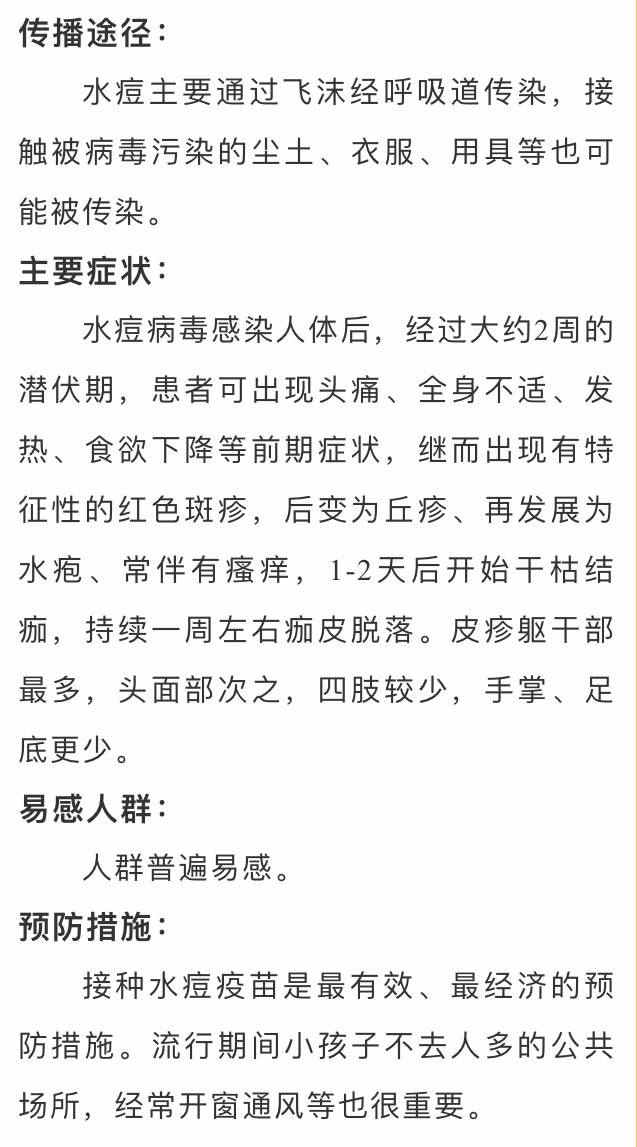 传播途径：
水痘主要通过飞沫经呼吸道传染，接
触被病毒污染的尘土、衣服、用具等也可
能被传染。
主要症状：
水痘病毒感染人体后，经过大约2周的
潜伏期，患者可出现头痛、全身不适、发
热、食欲下降等前期症状，继而出现有特
征性的红色斑疹，后变为丘疹、再发展为
水疱、常伴有瘙痒，1-2天后开始干枯结
痂，持续一周左右痂皮脱落。皮疹躯干部
最多，头面部次之，四肢较少，手掌、足
底更少。
易感人群：
人群普遍易感。
预防措施：
接种水痘疫苗是最有效、最经济的预
防措施。流行期间小孩子不去人多的公共
场所，经常开窗通风等也很重要。